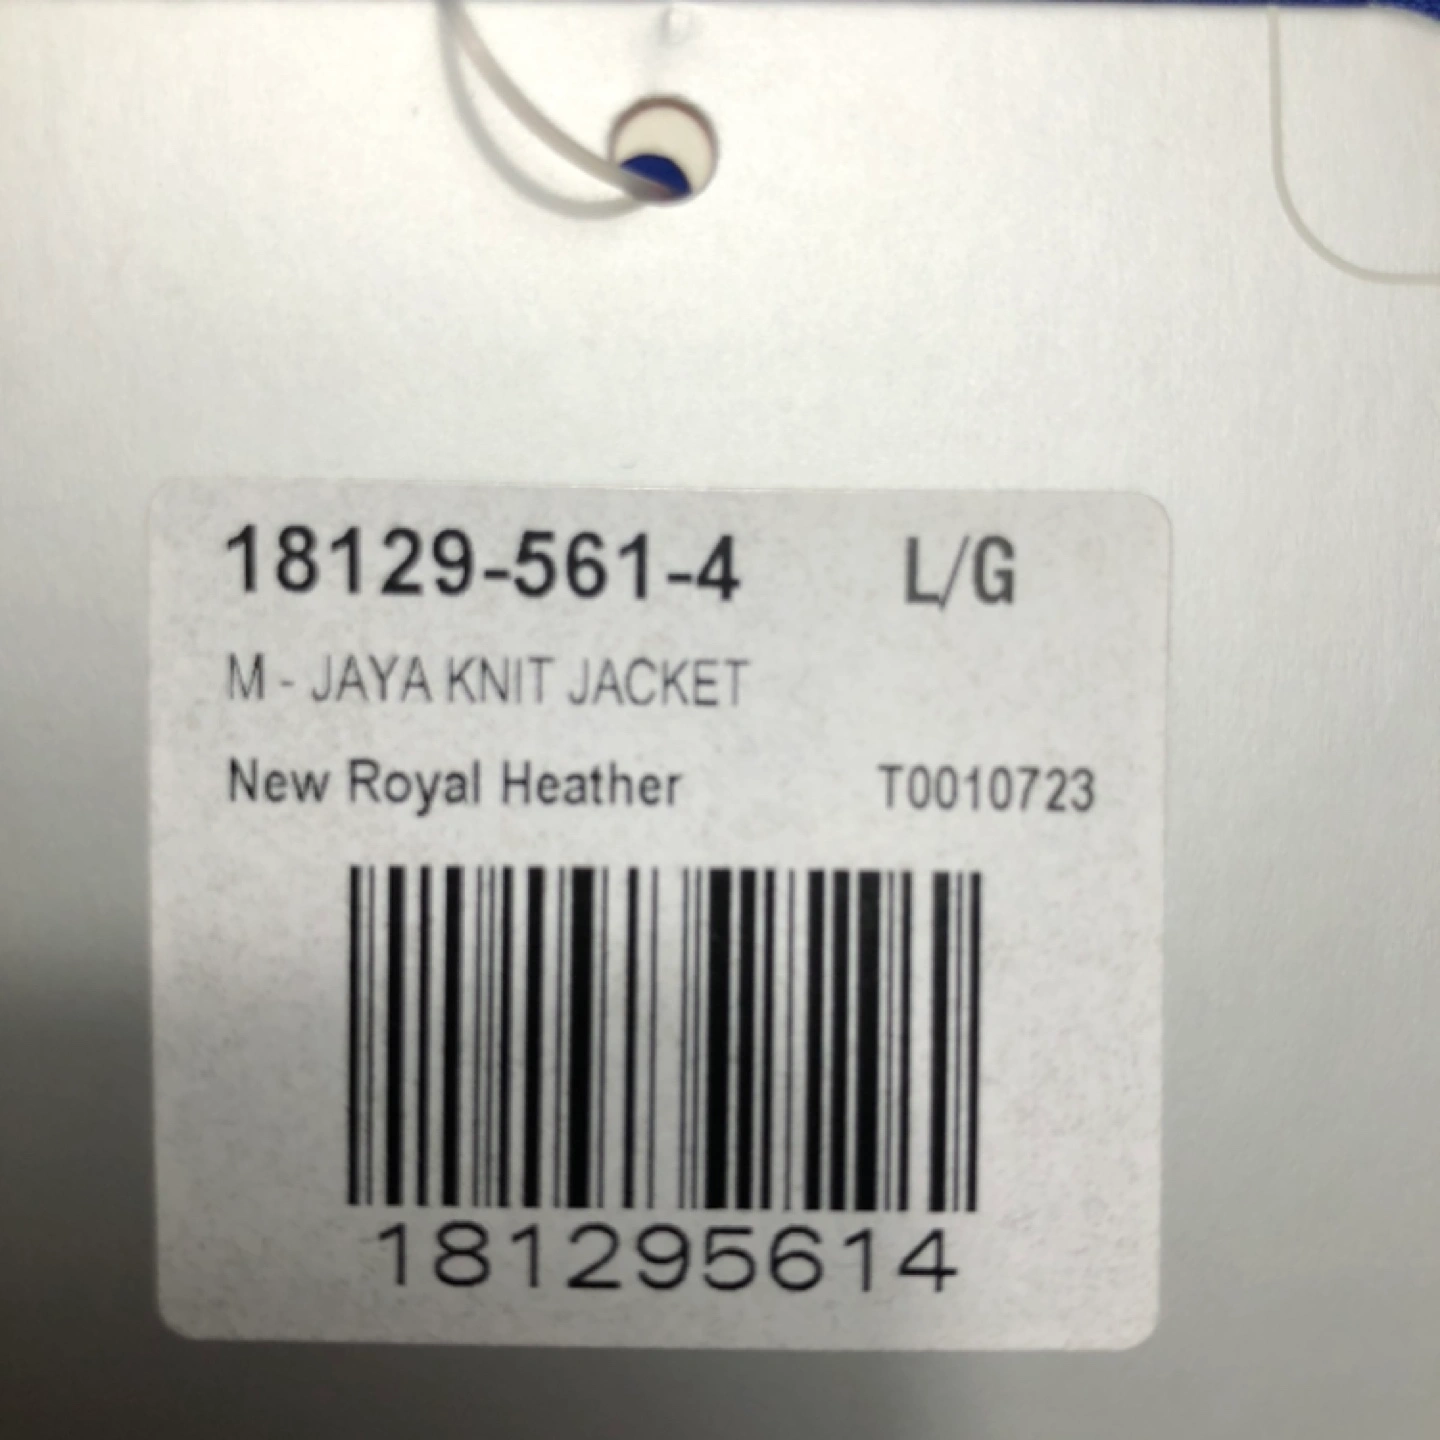 18129-561-4 L/G
M - JAYA KNIT JACKET
New Royal Heather T0010723
181295614